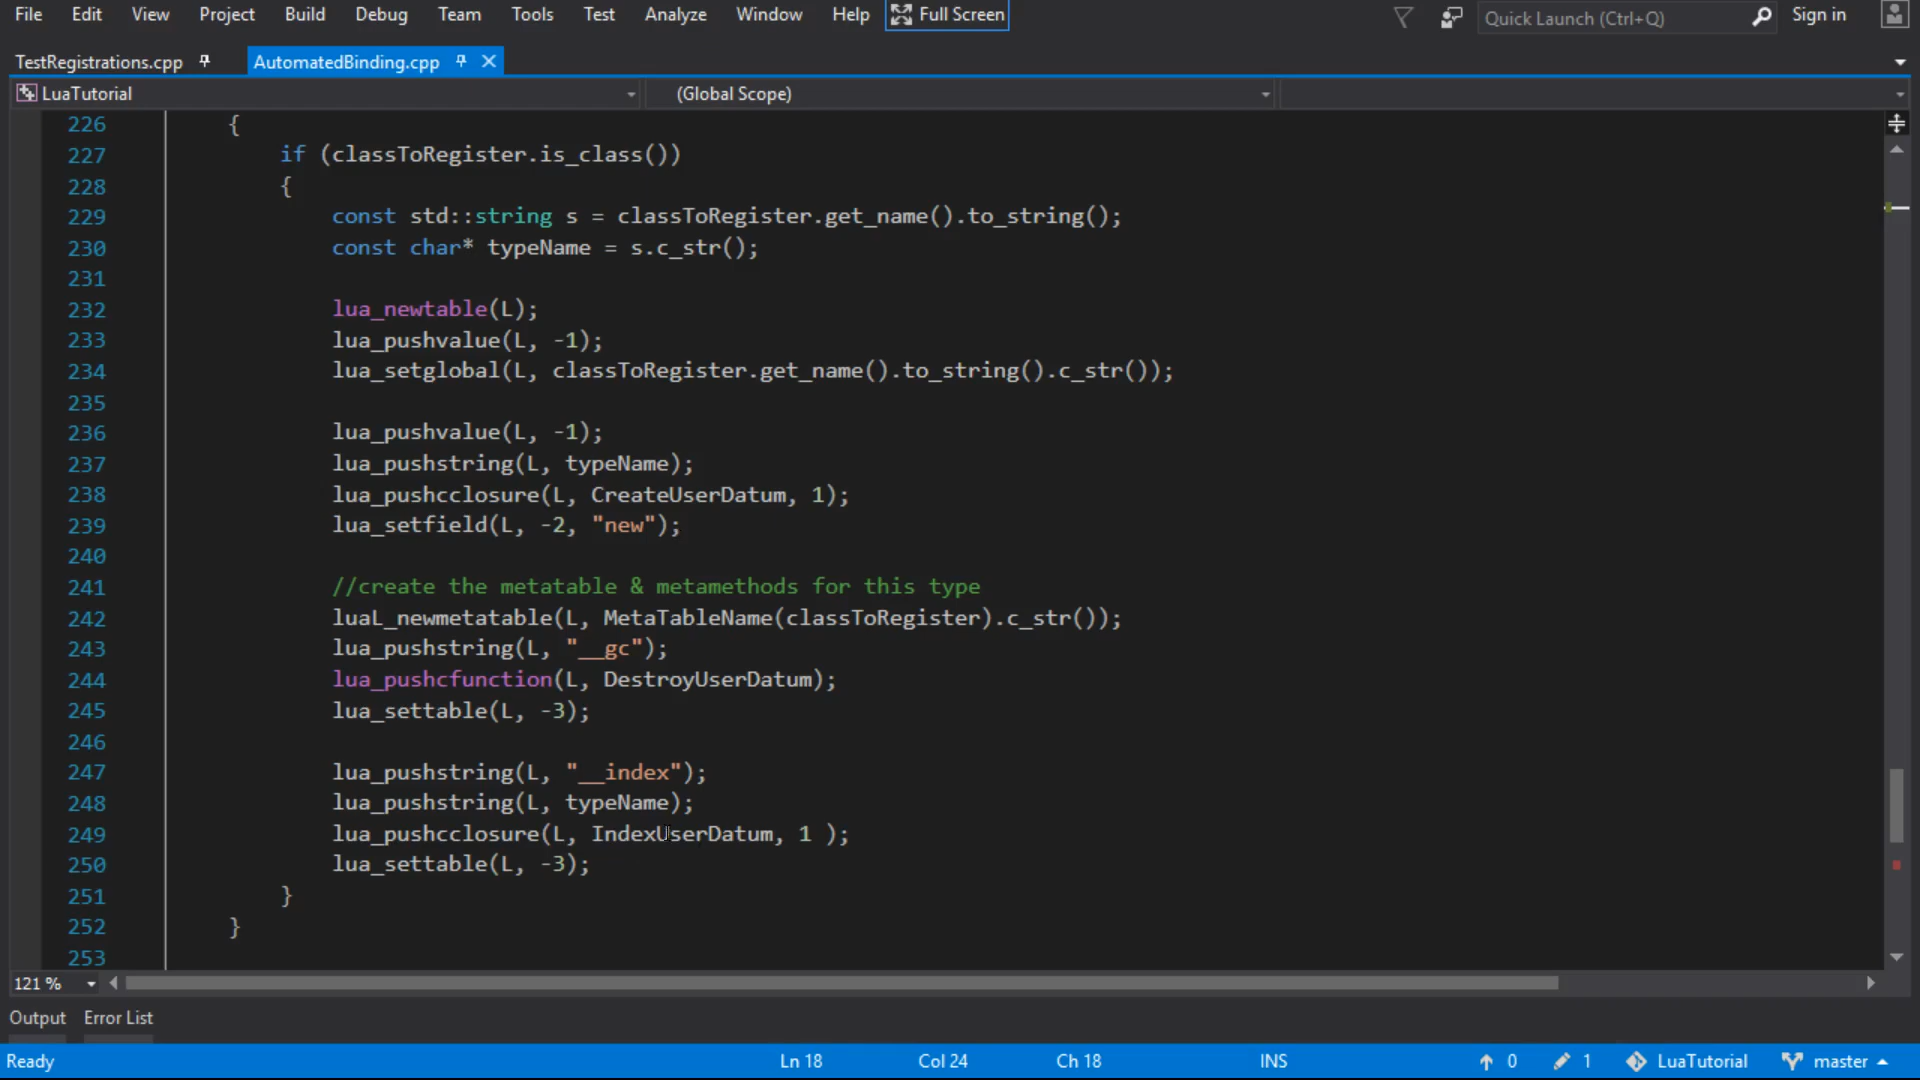 File Edit View Project Build Debug Team Tools Test Analyze Window Help Full Screen Quick Launch (Ctrl+Q) Sign in
TestRegistrations.cpp AutomatedBinding.cpp
LuaTutorial (Global Scope)
226 {
227 if (classToRegister.is_class())
228 {
229 const std::string s = classToRegister.get_name().to_string();
230 const char* typeName = s.c_str();
231
232 lua_newtable(L);
233 lua_pushvalue(L, -1);
234 lua_setglobal(L, classToRegister.get_name().to_string().c_str());
235
236 lua_pushvalue(L, -1);
237 lua_pushstring(L, typeName);
238 lua_pushcclosure(L, CreateUserDatum, 1);
239 lua_setfield(L, -2, "new");
240
241 //create the metatable & metamethods for this type
242 luaL_newmetatable(L, MetaTableName(classToRegister).c_str());
243 lua_pushstring(L, "__gc");
244 lua_pushcfunction(L, DestroyUserDatum);
245 lua_settable(L, -3);
246
247 lua_pushstring(L, "__index");
248 lua_pushstring(L, typeName);
249 lua_pushcclosure(L, IndexUserDatum, 1 );
250 lua_settable(L, -3);
251 }
252 }
253
121 %
Output Error List
Ready Ln 18 Col 24 Ch 18 INS 0 1 LuaTutorial master